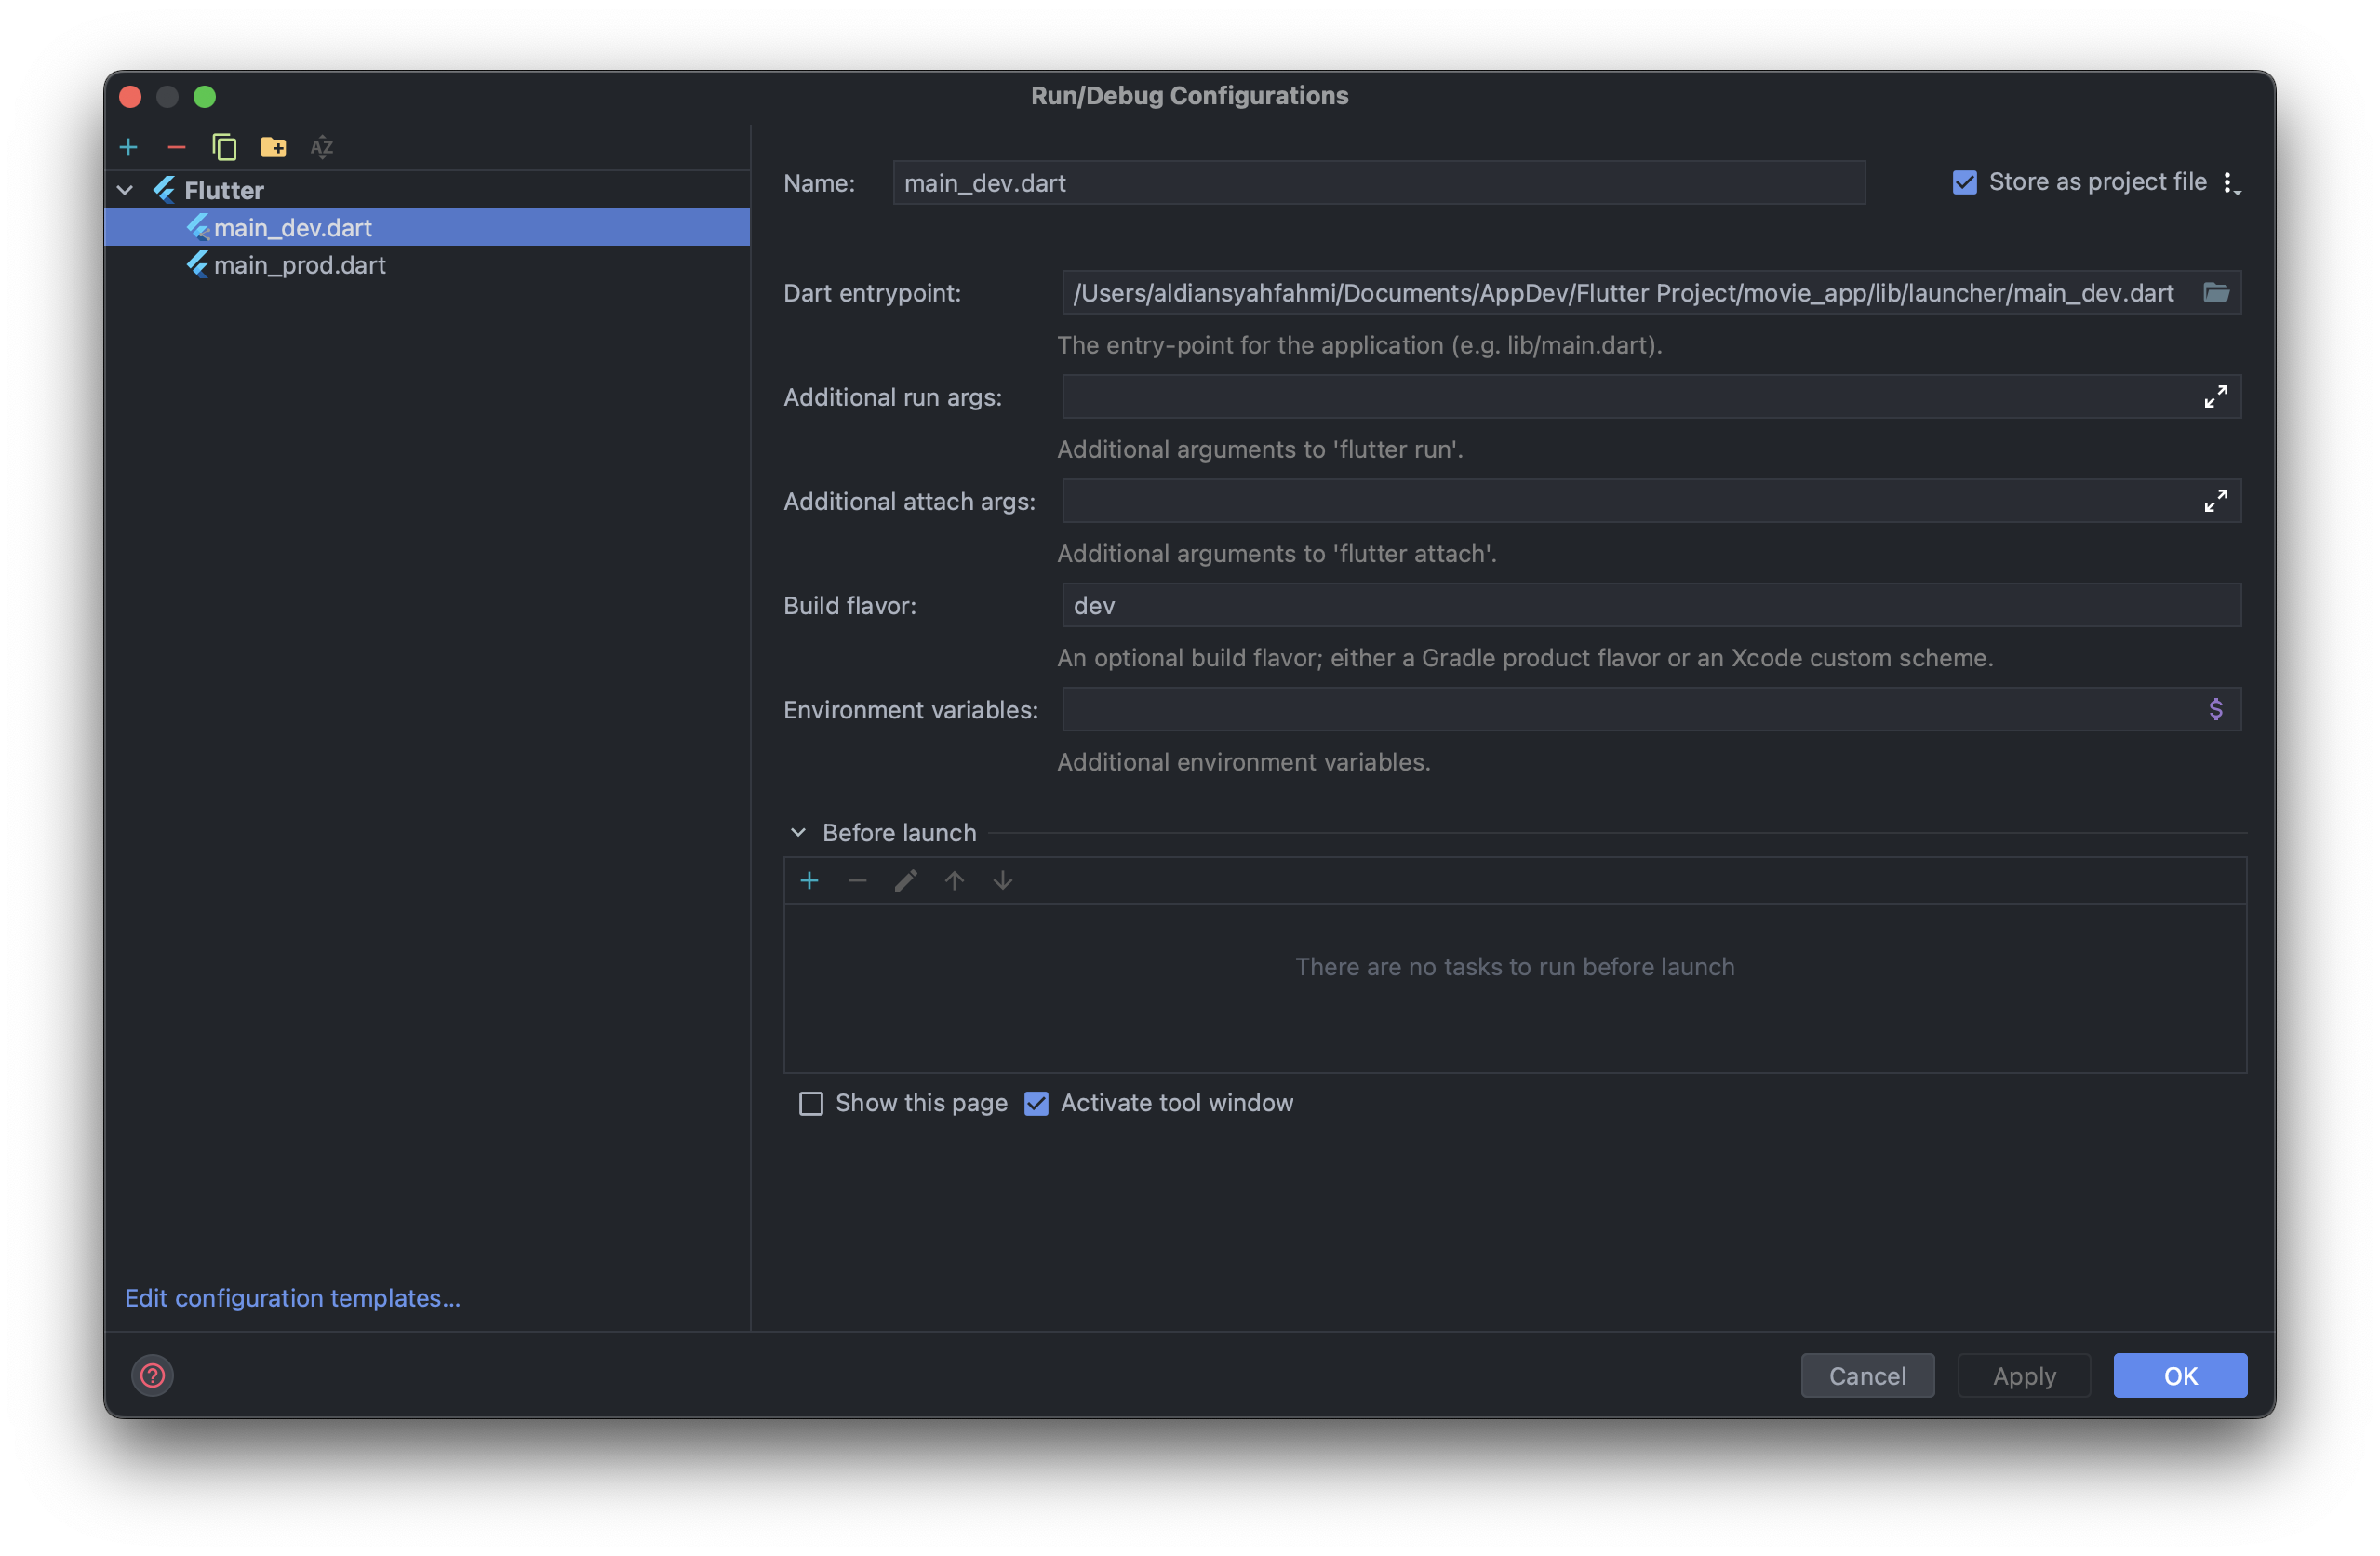 Run/Debug Configurations
AZ
Flutter
main_dev.dart
main_prod.dart
Edit configuration templates...
Name: main_dev.dart
Store as project file
Dart entrypoint: /Users/aldiansyahfahmi/Documents/AppDev/Flutter Project/movie_app/lib/launcher/main_dev.dart
The entry-point for the application (e.g. lib/main.dart).
Additional run args:
Additional arguments to 'flutter run'.
Additional attach args:
Additional arguments to 'flutter attach'.
Build flavor: dev
An optional build flavor; either a Gradle product flavor or an Xcode custom scheme.
Environment variables: $
Additional environment variables.
Before launch
There are no tasks to run before launch
Show this page Activate tool window
? Cancel Apply OK